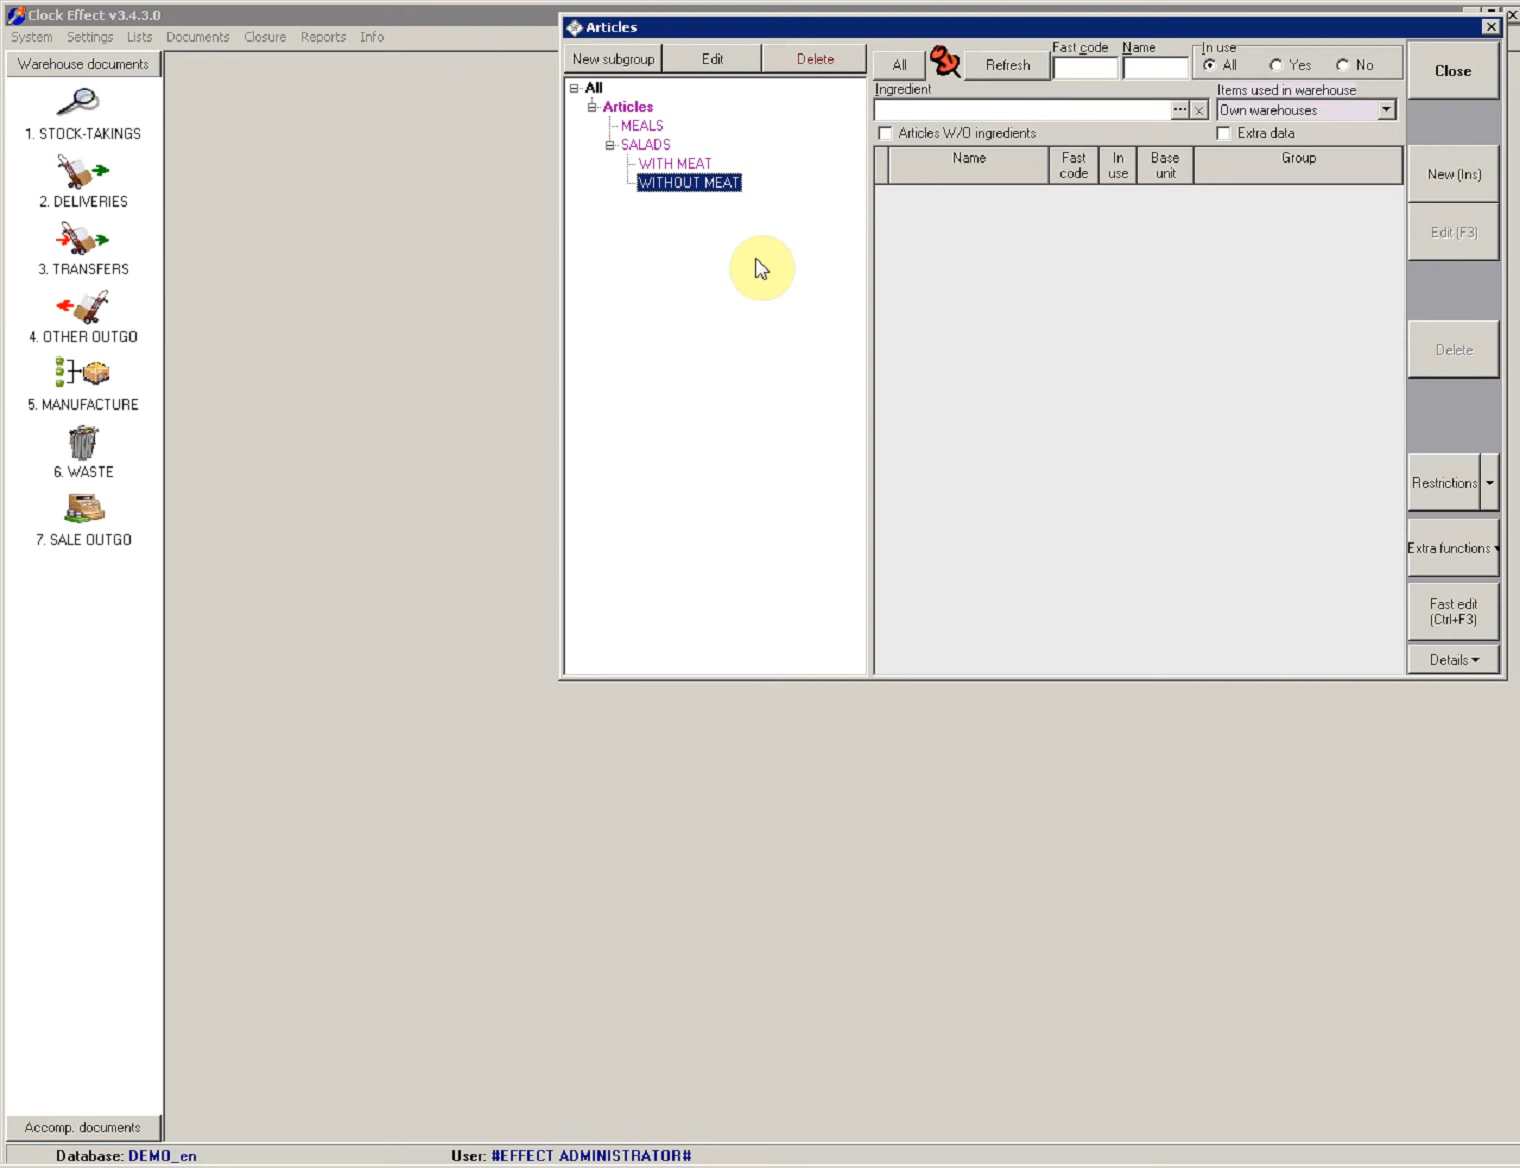 Clock Effect v3.4.3.0
System Settings Lists Documents Closure Reports Info
Warehouse documents
1. STOCK-TAKINGS
2. DELIVERIES
3. TRANSFERS
4. OTHER OUTGO
5. MANUFACTURE
6. WASTE
7. SALE OUTGO
Accomp. documents
Articles
New subgroup Edit Delete
All
Articles
MEALS
SALADS
WITH MEAT
WITHOUT MEAT
All Refresh
Fast code Name
In use
All Yes No
Ingredient
Items used in warehouse
Own warehouses
Articles W/O ingredients
Extra data
Name Fast code In use Base unit Group
Close
New (Ins)
Edit (F3)
Delete
Restrictions
Extra functions
Fast edit
(Ctrl+F3)
Details
Database: DEMO_en User: #EFFECT ADMINISTRATOR#